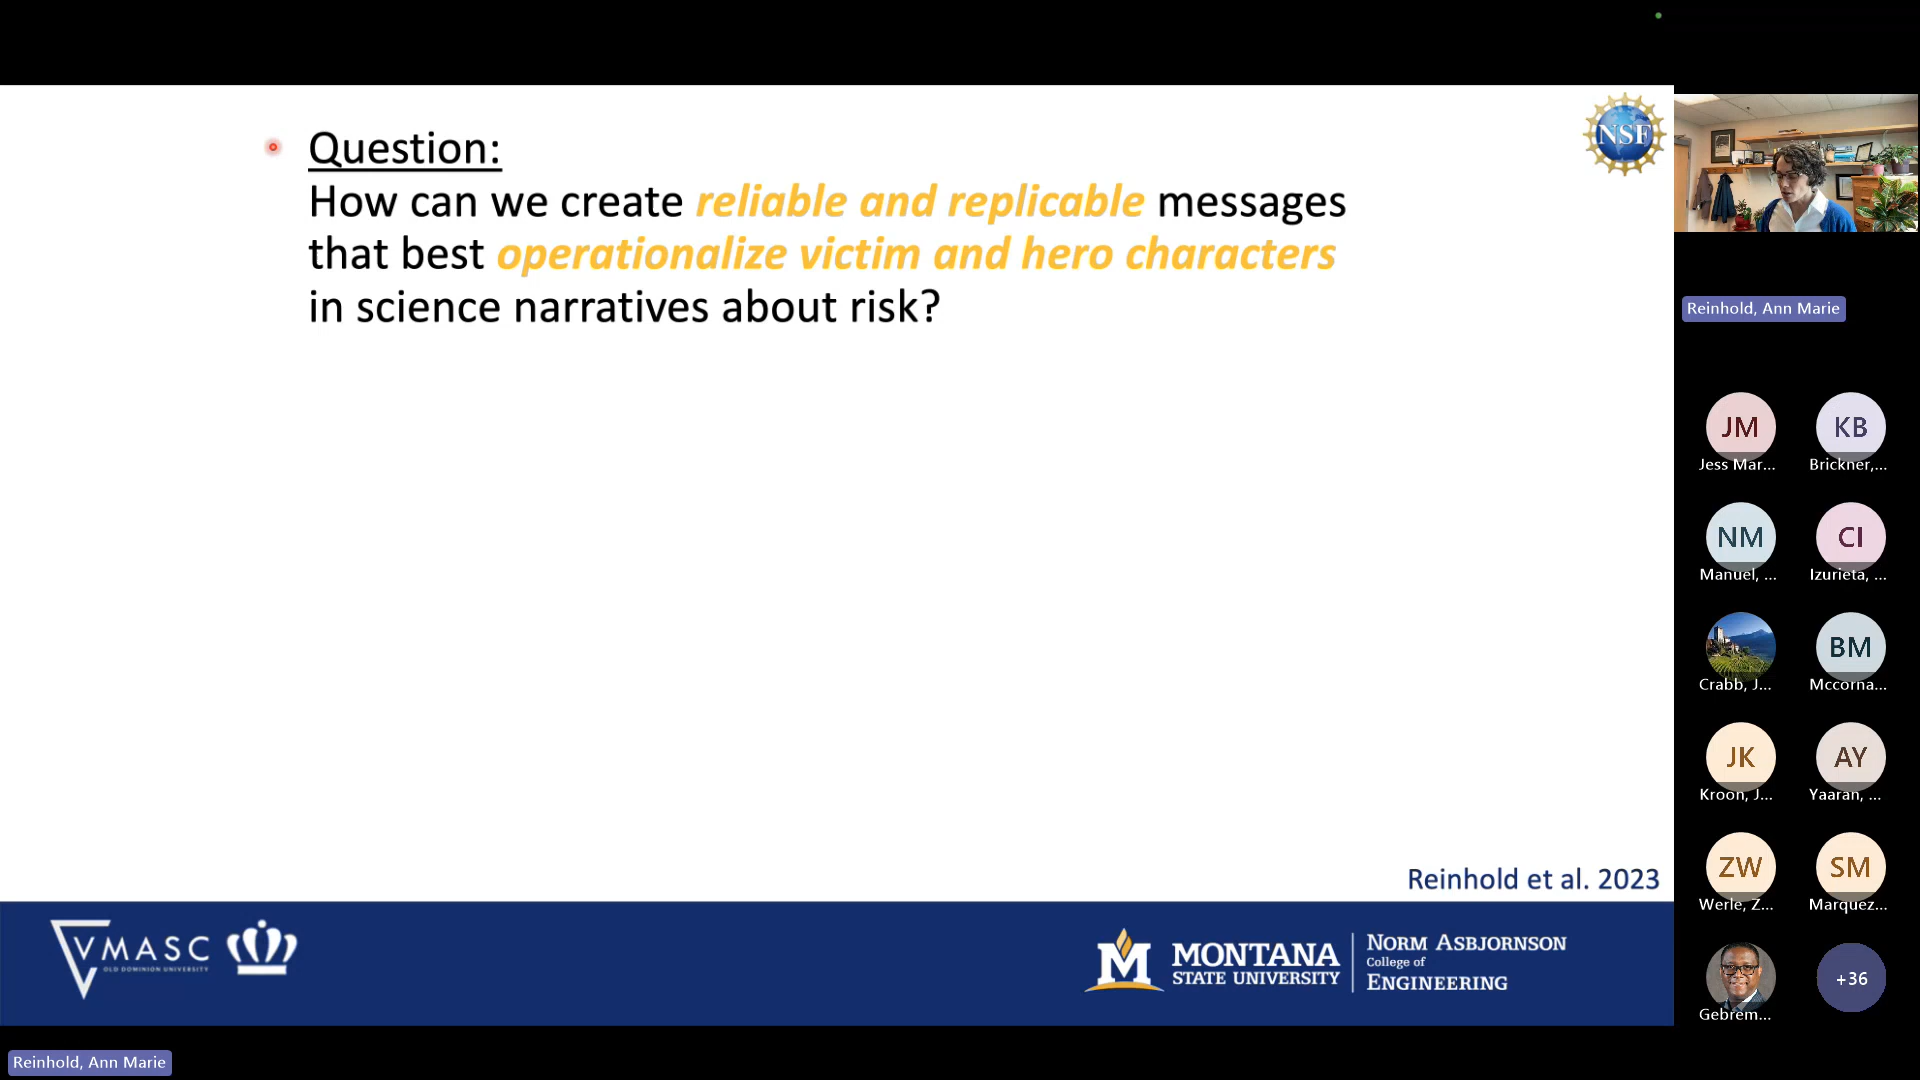 Question:
How can we create reliable and replicable messages
that best operationalize victim and hero characters
in science narratives about risk?
NSF
Reinhold et al. 2023
VMASC
OLD DOMINION UNIVERSITY
M
MONTANA
STATE UNIVERSITY
NORM ASBJORNSON
College of
ENGINEERING
Reinhold, Ann Marie
Reinhold, Ann Marie
JM
Jess Mar...
KB
Brickner,...
NM
Manuel, ...
CI
Izurieta, ...
Crabb, J...
BM
Mccorna...
JK
Kroon, J...
AY
Yaaran, ...
ZW
Werle, Z...
SM
Marquez...
Gebrem...
+36